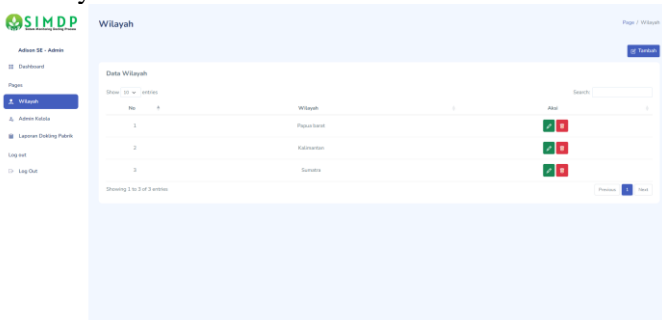 SIMDP
Wilayah
Page / Wilayah
Adison SE - Admin
Tambah
Dashboard
Data Wilayah
Pages
Show 10 entries
Search:
Wilayah
No
Wilayah
Aksi
Admin Kelola
1
Papua barat
Laporan Dokling Pabrik
2
Kalimantan
Log out
Log Out
3
Sumatra
Showing 1 to 3 of 3 entries
Previous
1
Next